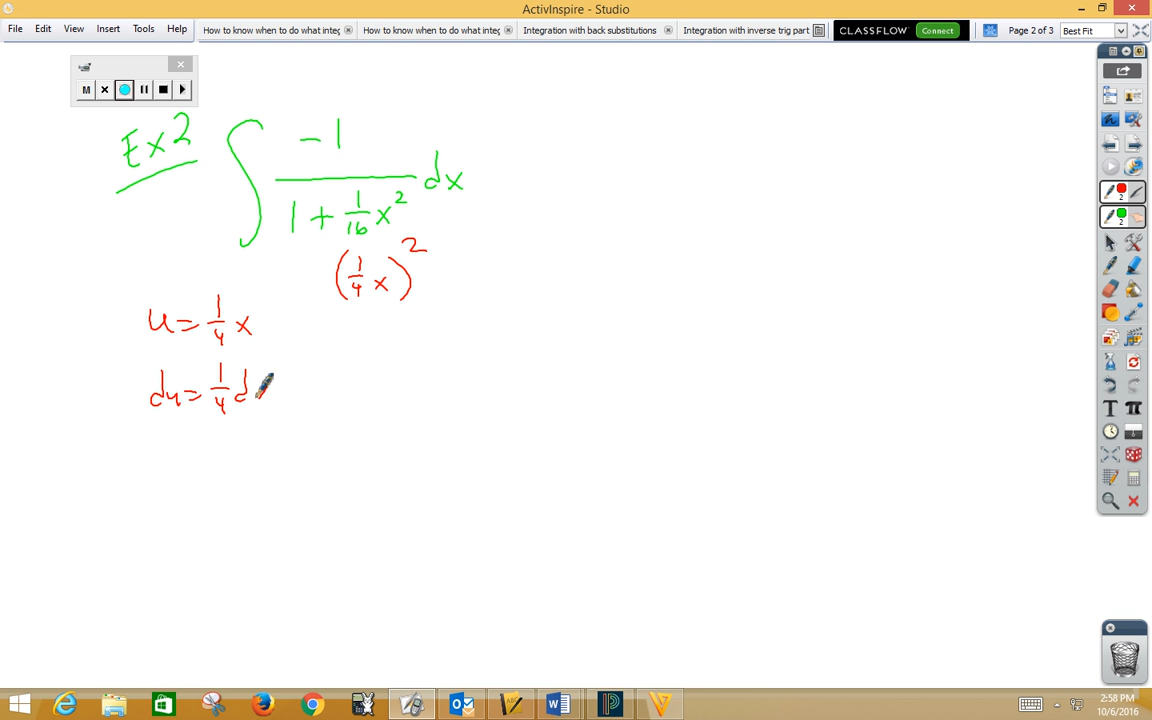 ActivInspire - Studio
File Edit View Insert Tools Help
How to know when to do what integ
How to know when to do what integ
Integration with back substitutions
Integration with inverse trig part
CLASSFLOW Connect
Page 2 of 3
Best Fit
M
Ex 2 ∫ -1 / (1 + 1/16 x²) dx
(1/4 x)²
u = 1/4 x
du = 1/4 d
2
2
2:58 PM
10/6/2016